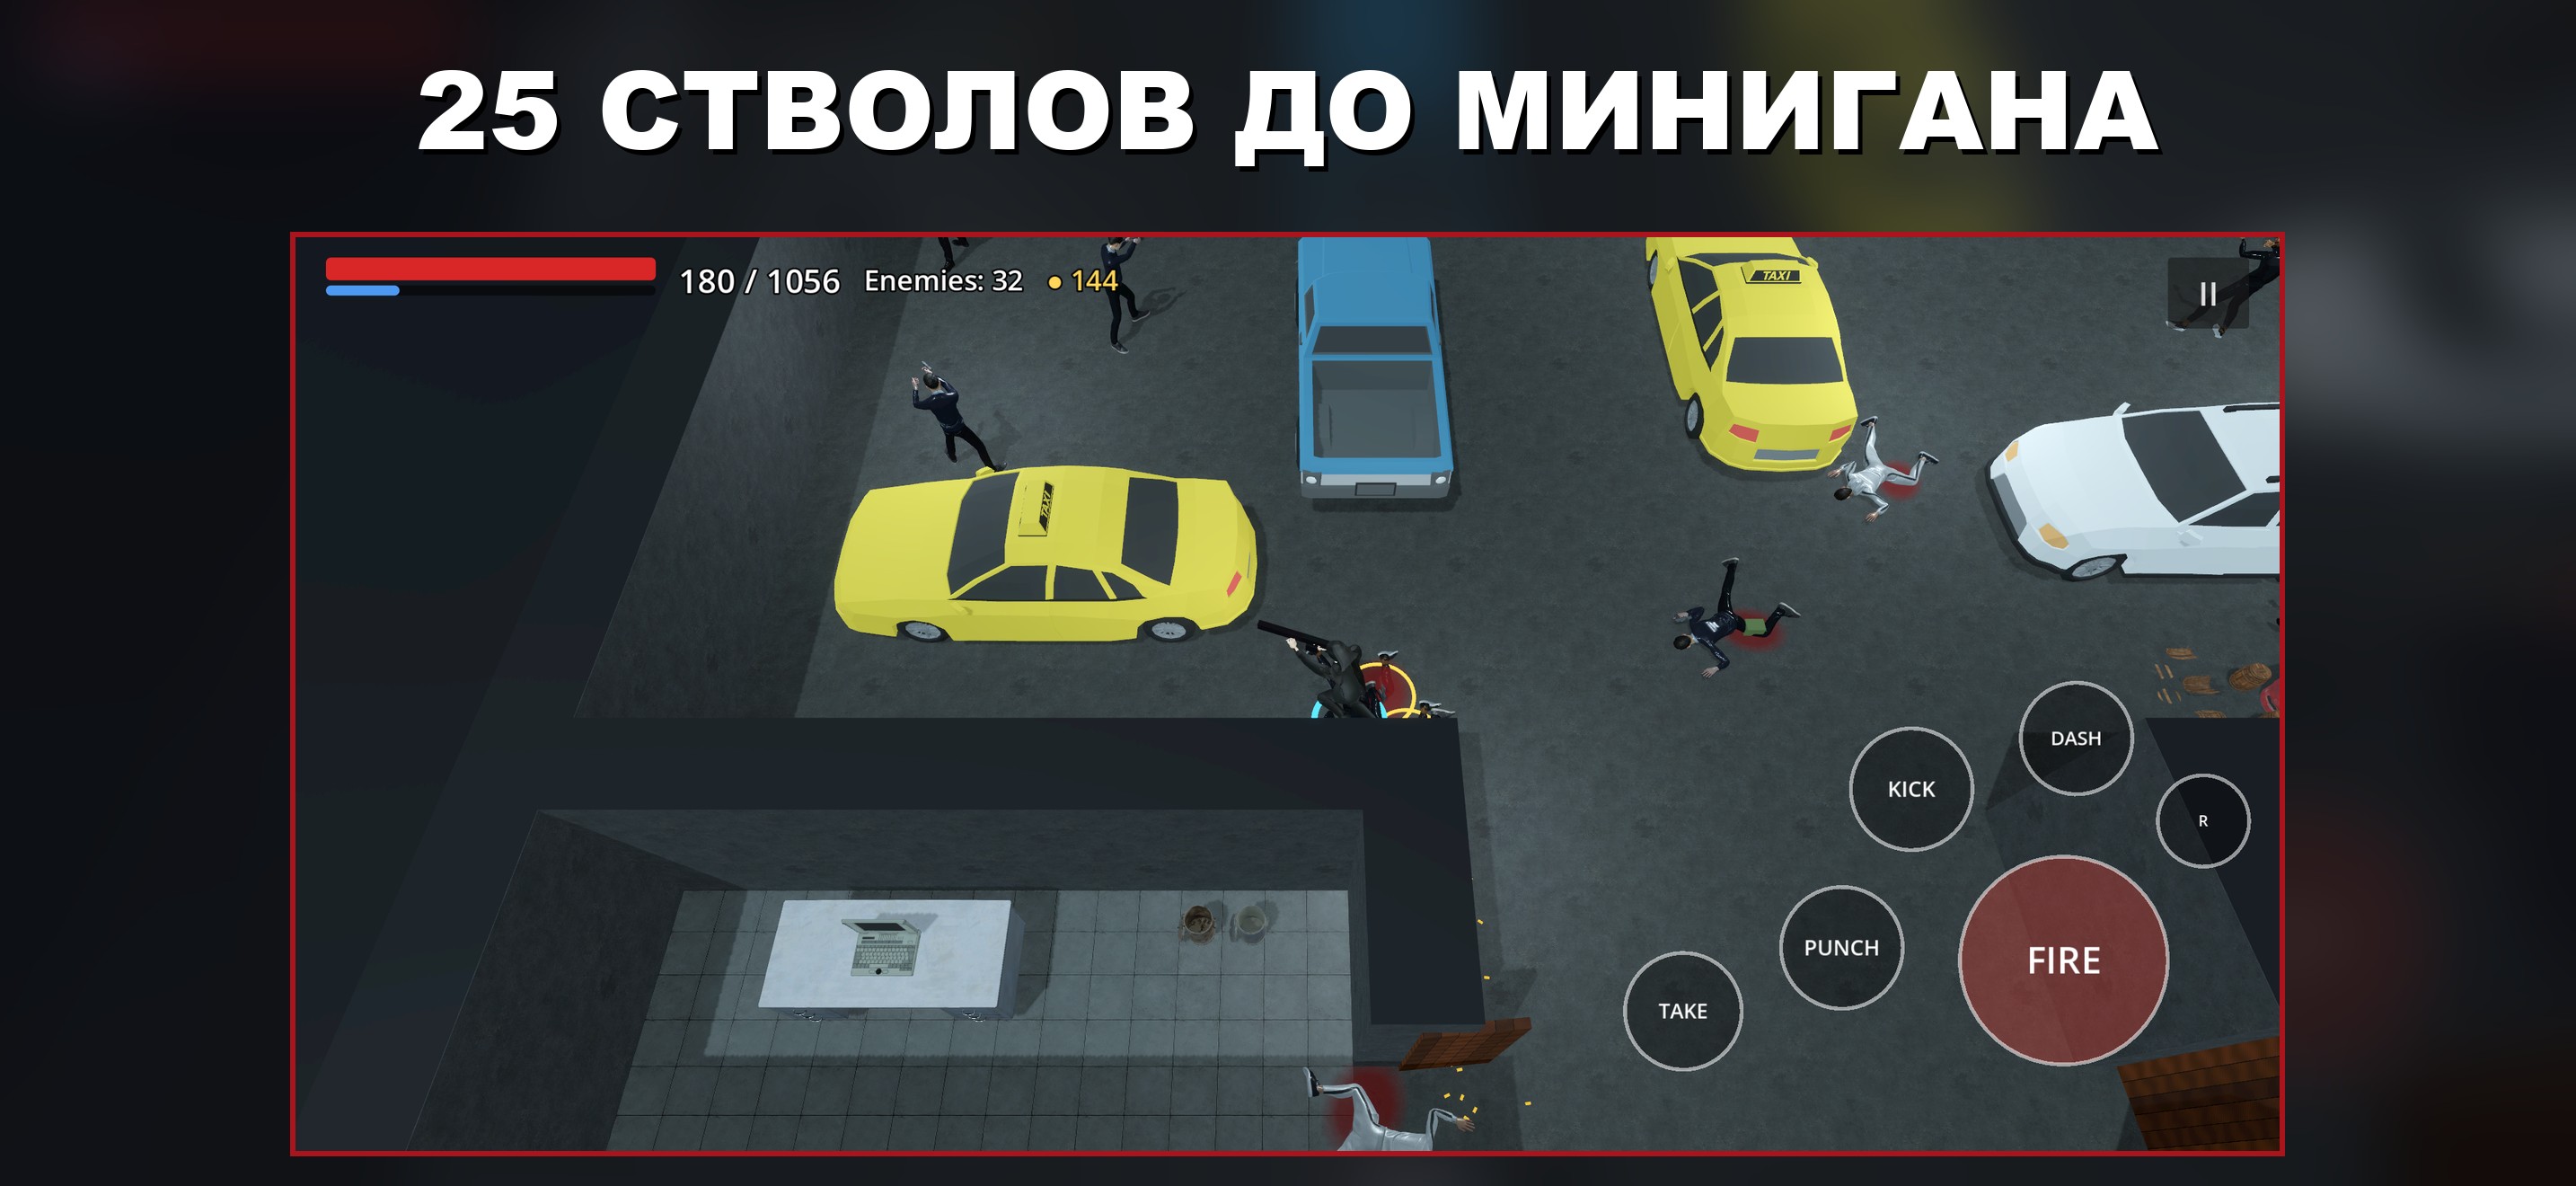 25 СТВОЛОВ ДО МИНИГАНА
180 / 1056 Enemies: 32 144
TAXI
TAXI
DASH
KICK
R
PUNCH
FIRE
TAKE